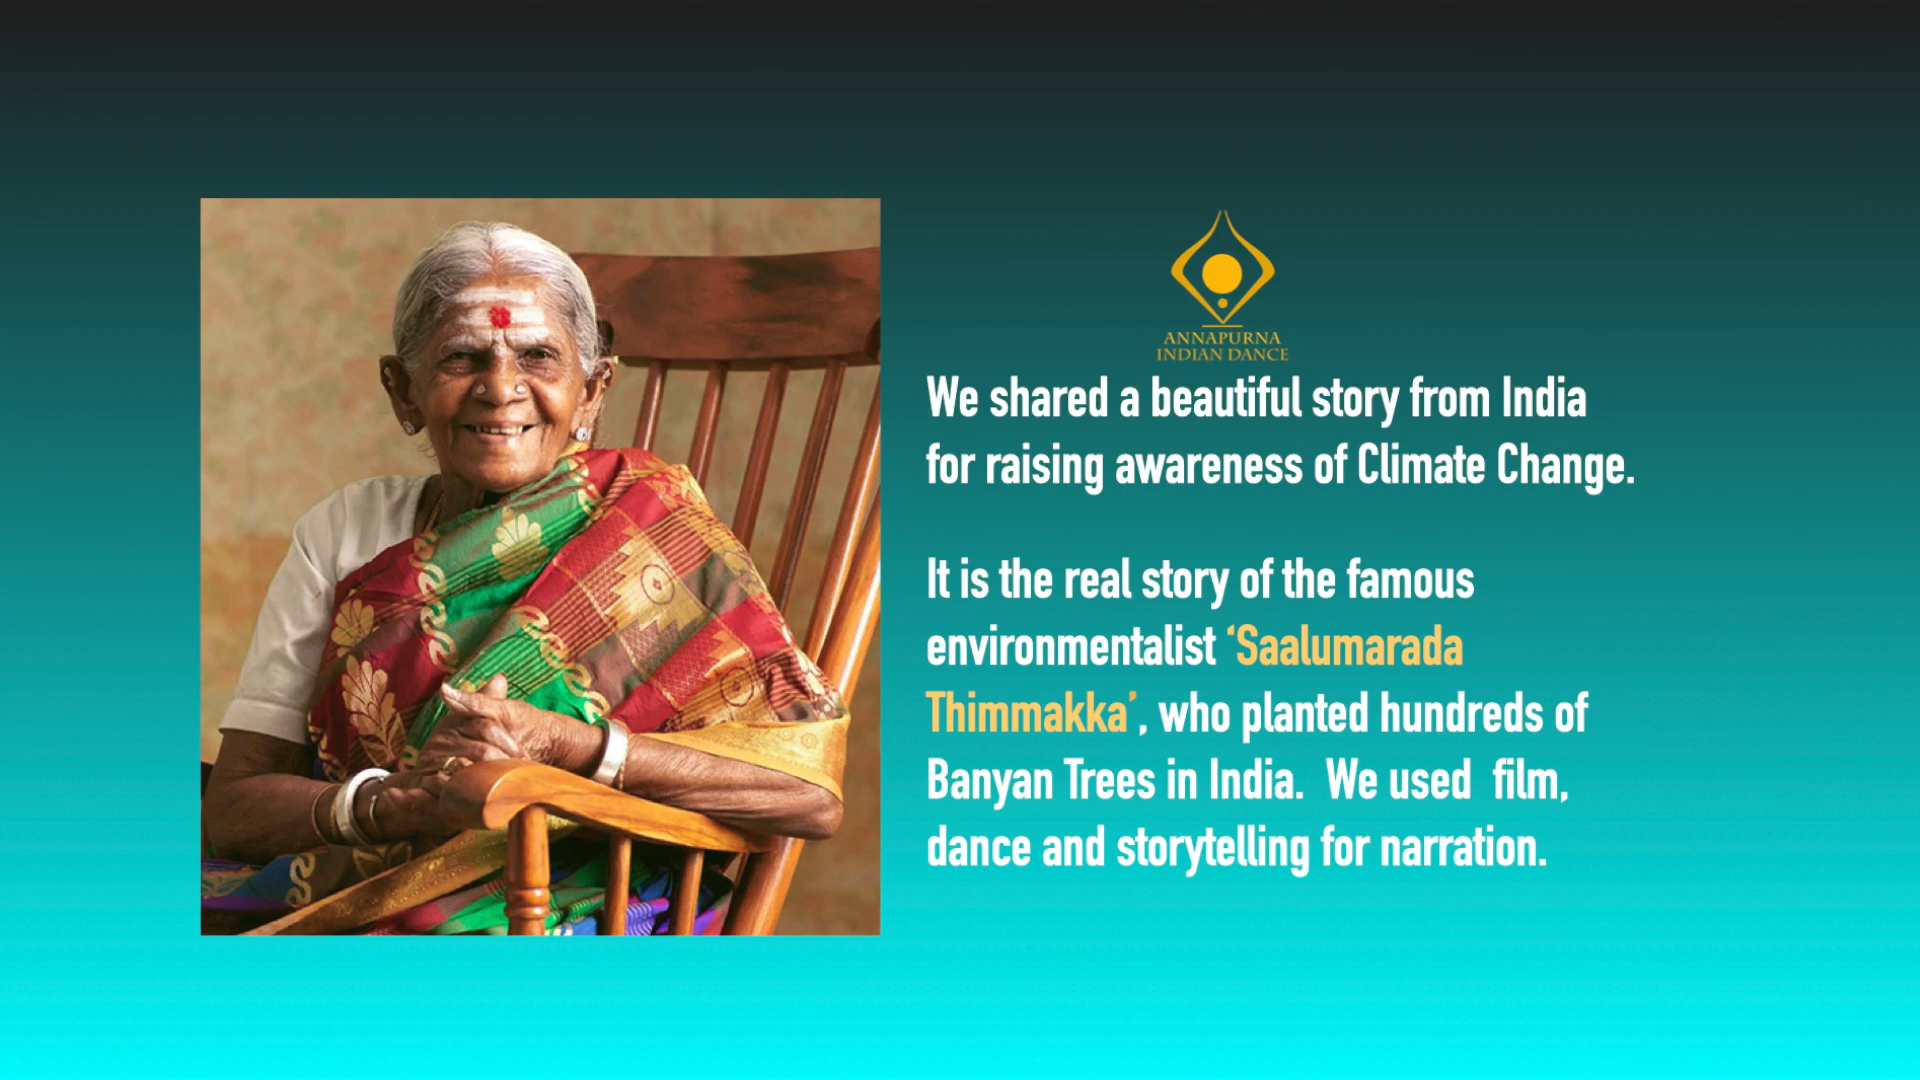 ANNAPURNA
INDIAN DANCE
We shared a beautiful story from India
for raising awareness of Climate Change.
It is the real story of the famous
environmentalist ‘Saalumarada
Thimmakka’, who planted hundreds of
Banyan Trees in India.  We used  film,
dance and storytelling for narration.